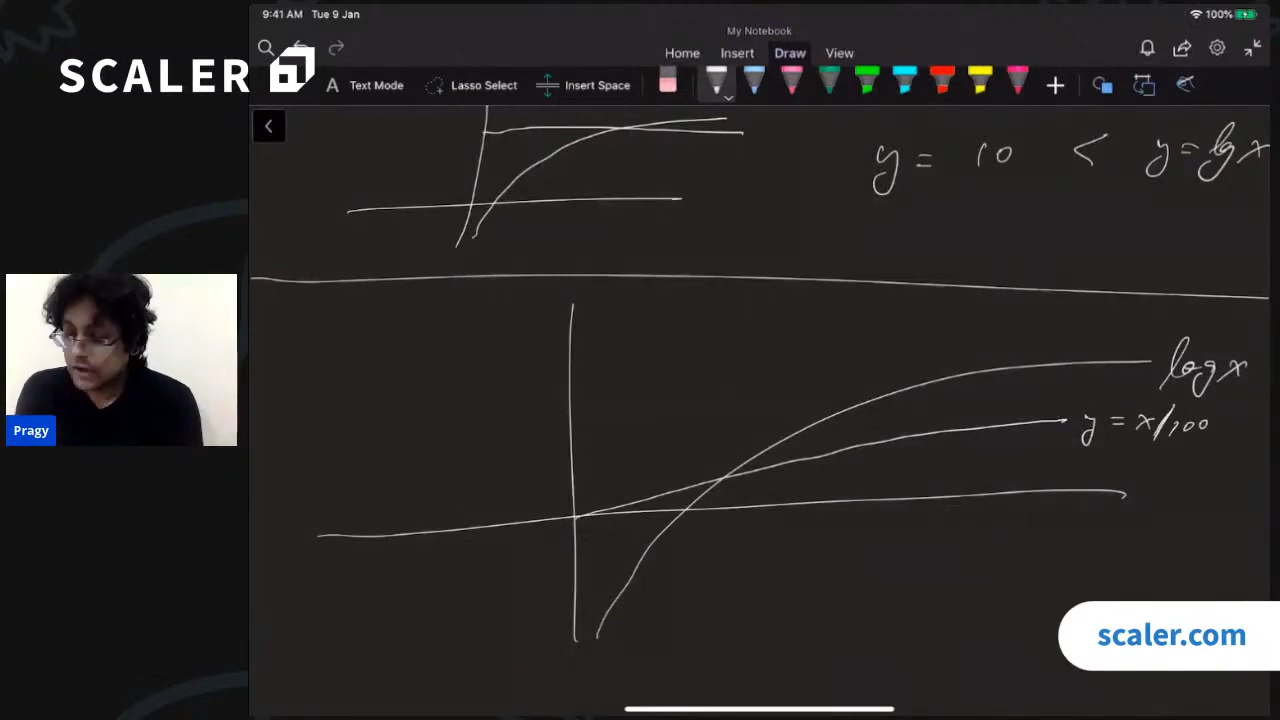 9:41 AM Tue 9 Jan
100%
My Notebook
Home Insert Draw View
SCALER
A Text Mode Lasso Select Insert Space
y = 10 < y = log x
log x
y = x/100
Pragy
scaler.com